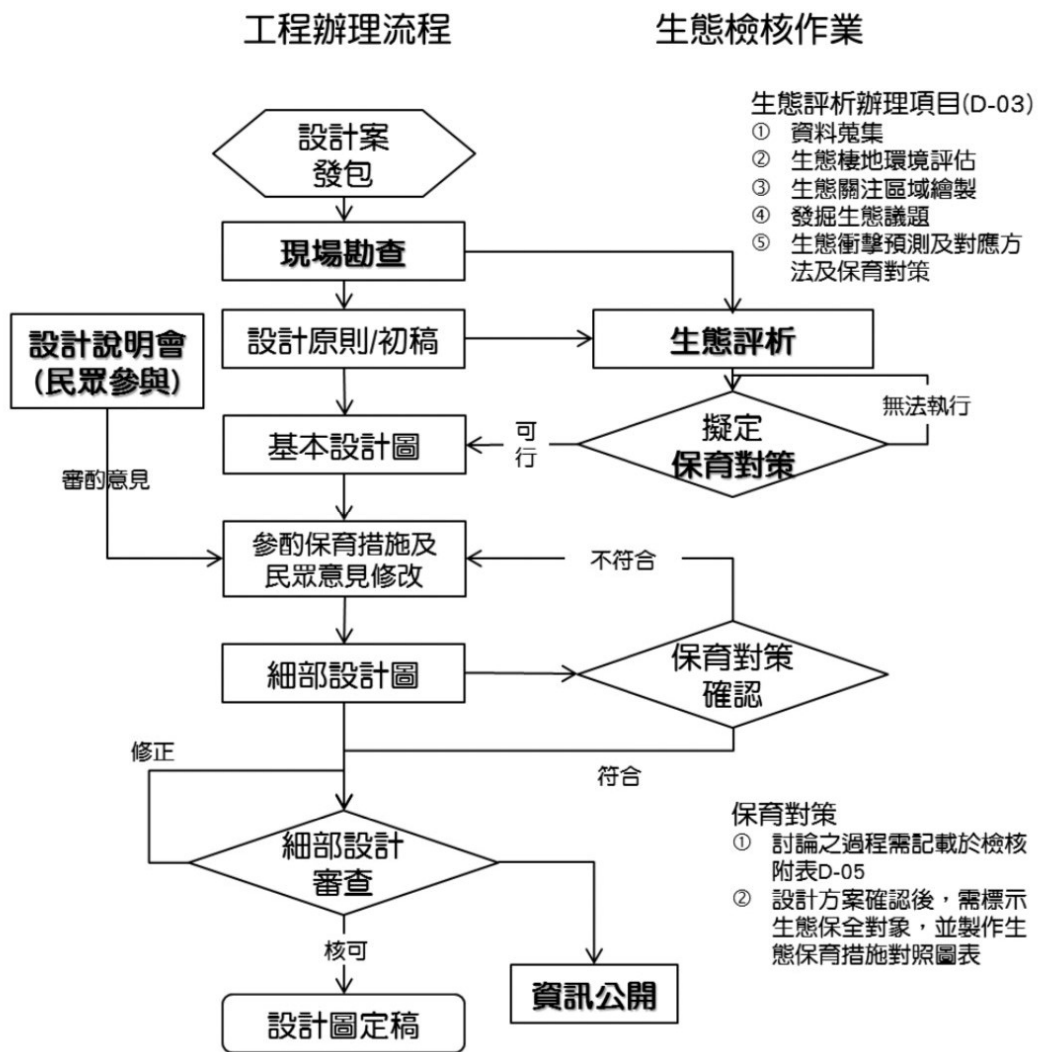 工程辦理流程
生態檢核作業
生態評析辦理項目(D-03)
① 資料蒐集
② 生態棲地環境評估
③ 生態關注區域繪製
④ 發掘生態議題
⑤ 生態衝擊預測及對應方
法及保育對策
設計案
發包
現場勘查
設計說明會
(民眾參與)
設計原則/初稿
生態評析
無法執行
擬定
保育對策
可
行
基本設計圖
審酌意見
參酌保育措施及
民眾意見修改
不符合
細部設計圖
保育對策
確認
修正
符合
細部設計
審查
保育對策
① 討論之過程需記載於檢核
附表D-05
② 設計方案確認後，需標示
生態保全對象，並製作生
態保育措施對照圖表
核可
資訊公開
設計圖定稿